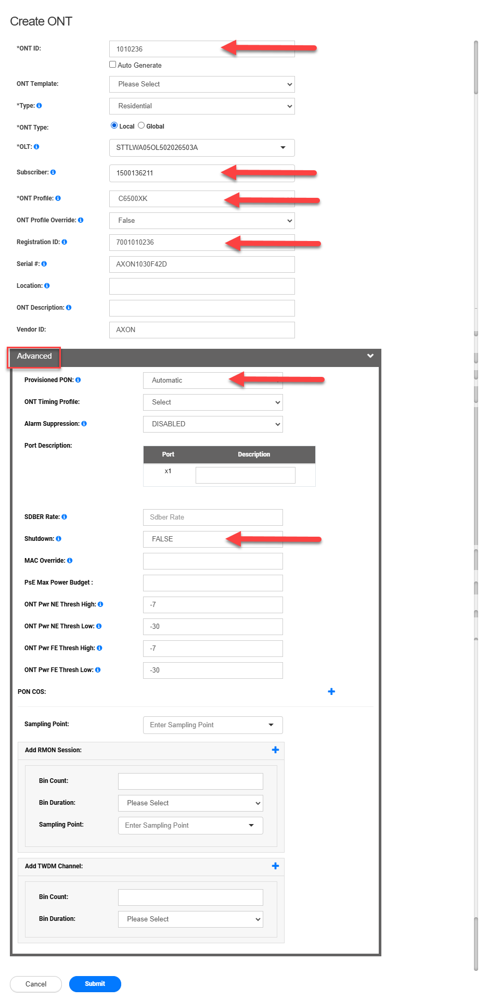 Create ONT
*ONT ID:
1010236
Auto Generate
ONT Template:
Please Select
*Type:
Residential
*ONT Type:
Local
Global
*OLT:
STTLWA05OL502026503A
Subscriber:
1500136211
*ONT Profile:
C6500XK
ONT Profile Override:
False
Registration ID:
7001010236
Serial #:
AXON1030F42D
Location:
ONT Description:
Vendor ID:
AXON
Advanced
Provisioned PON:
Automatic
ONT Timing Profile:
Select
Alarm Suppression:
DISABLED
Port Description:
Port
Description
x1
SDBER Rate:
Sdber Rate
Shutdown:
FALSE
MAC Override:
PsE Max Power Budget :
ONT Pwr NE Thresh High:
-7
ONT Pwr NE Thresh Low:
-30
ONT Pwr FE Thresh High:
-7
ONT Pwr FE Thresh Low:
-30
PON COS:
Sampling Point:
Enter Sampling Point
Add RMON Session:
Bin Count:
Bin Duration:
Please Select
Sampling Point:
Enter Sampling Point
Add TWDM Channel:
Bin Count:
Bin Duration:
Please Select
Cancel
Submit